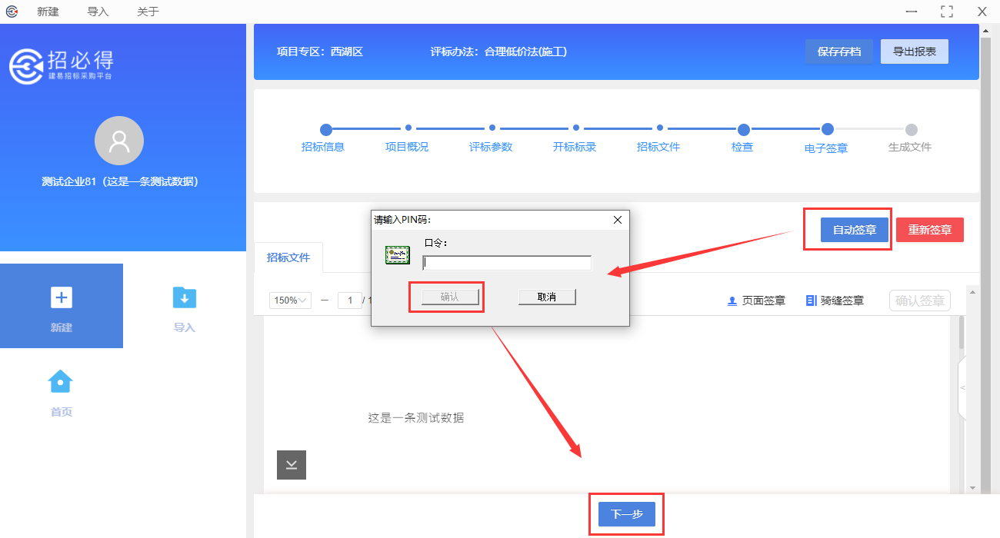 新建 导入 关于
招必得
建易招标采购平台
测试企业81（这是一条测试数据）
新建
导入
首页
项目专区：西湖区 评标办法：合理低价法(施工) 保存存档 导出报表
招标信息 项目概况 评标参数 开标标录 招标文件 检查 电子签章 生成文件
自动签章 重新签章
招标文件
请输入PIN码：
口令：
确认 取消
150% 1 / 1 页面签章 骑缝签章 确认签章
这是一条测试数据
下一步